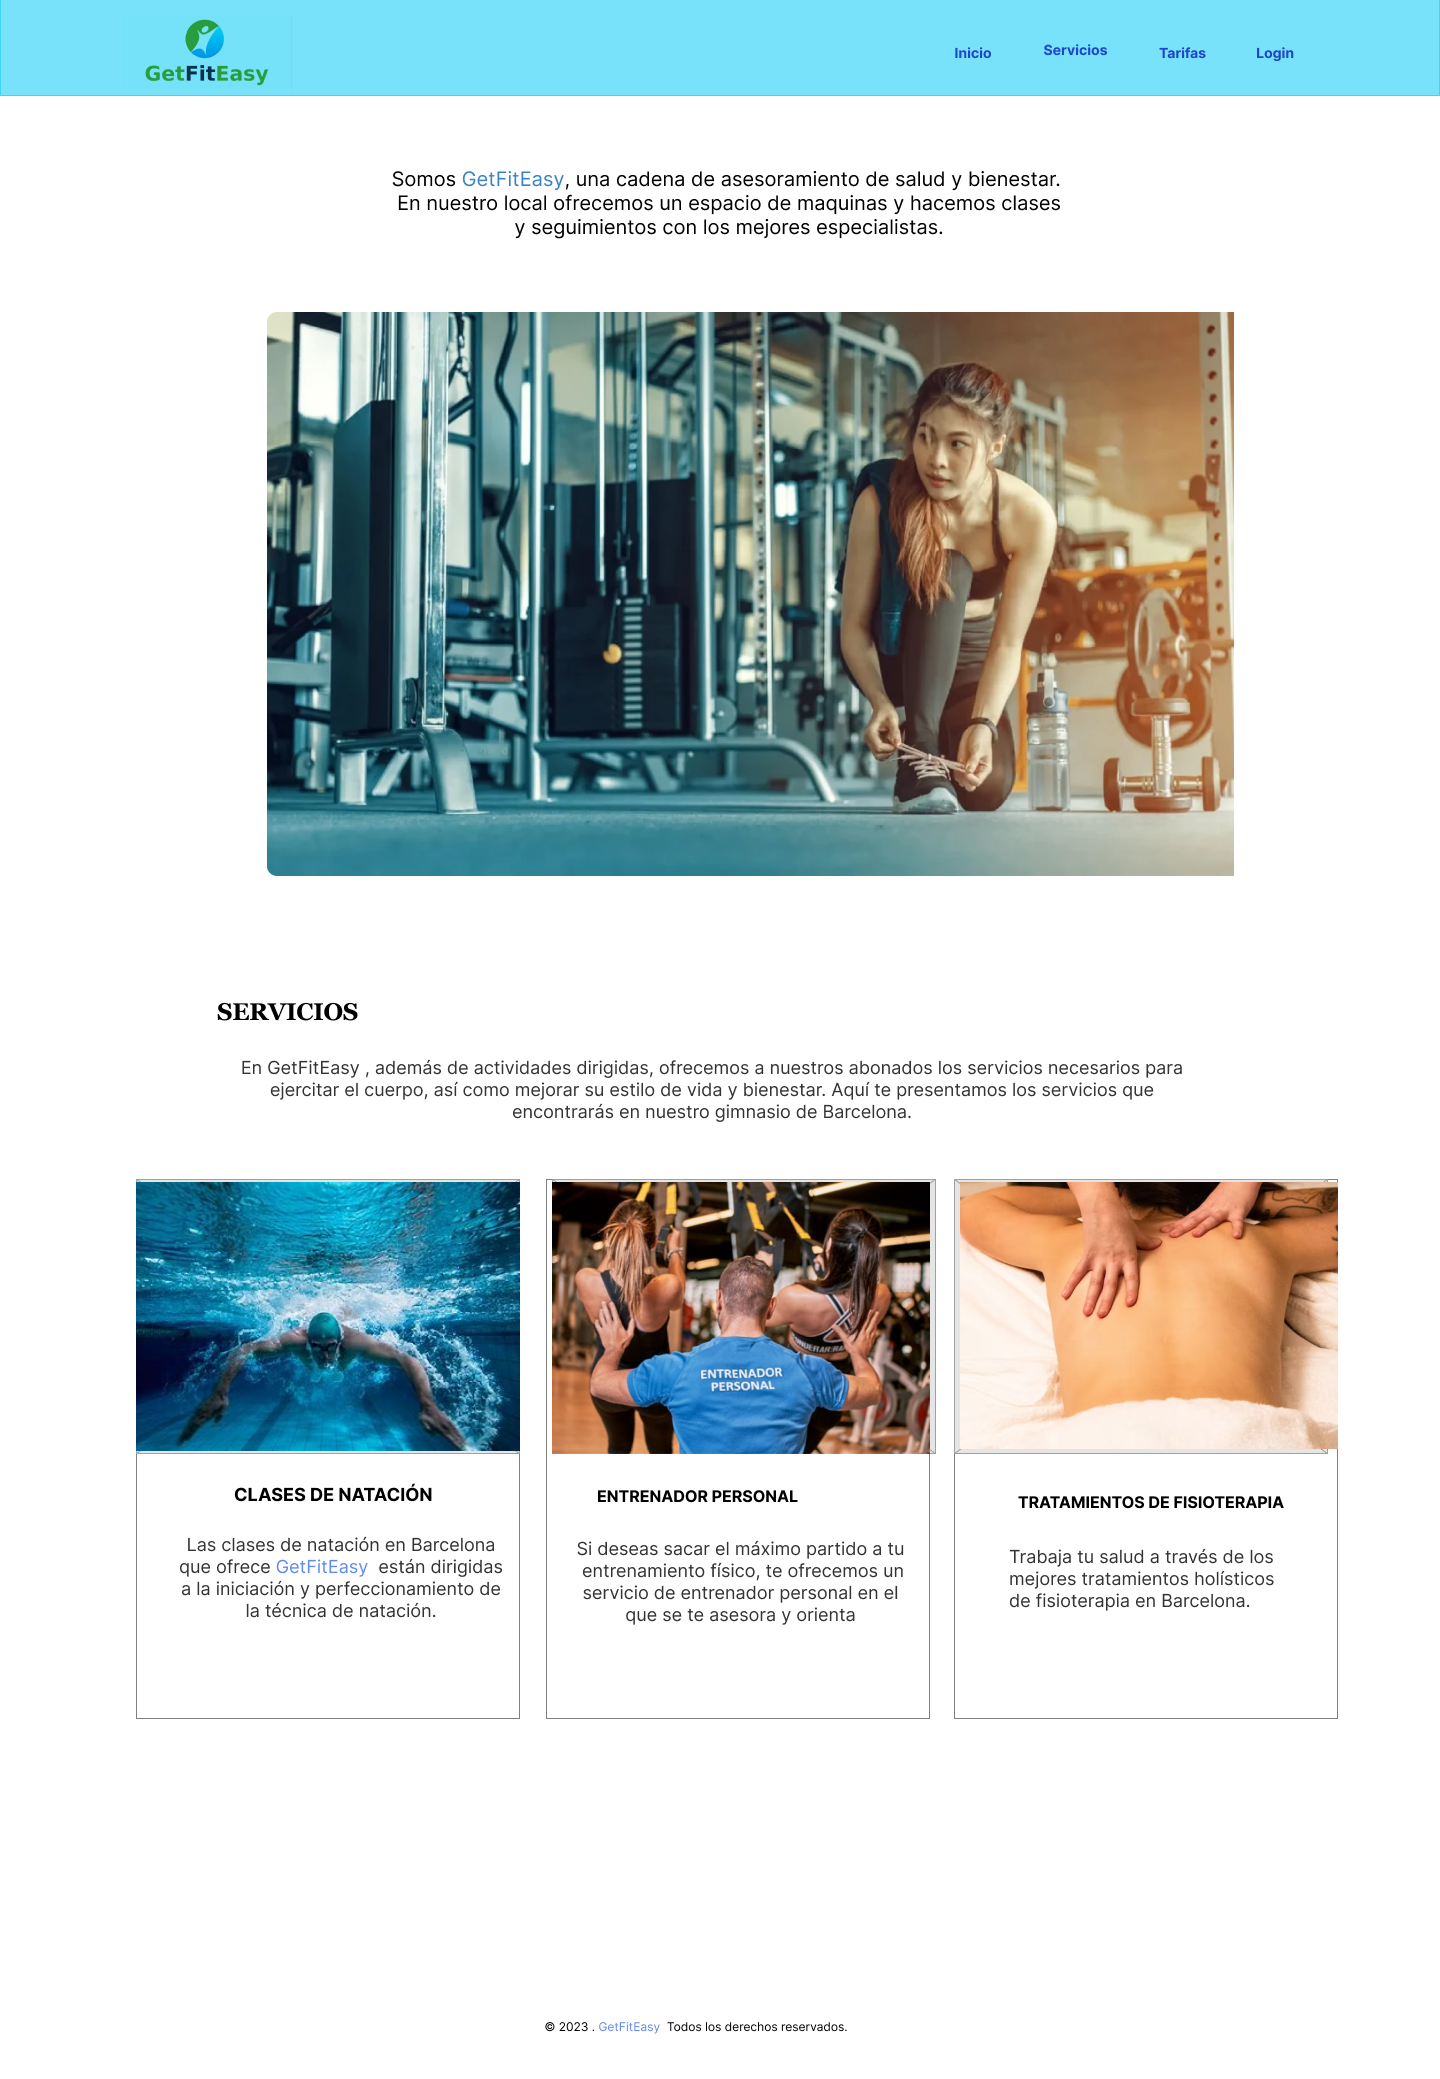 GetFitEasy
Inicio
Servicios
Tarifas
Login
Somos GetFitEasy, una cadena de asesoramiento de salud y bienestar.
En nuestro local ofrecemos un espacio de maquinas y hacemos clases
y seguimientos con los mejores especialistas.
SERVICIOS
En GetFitEasy , además de actividades dirigidas, ofrecemos a nuestros abonados los servicios necesarios para
ejercitar el cuerpo, así como mejorar su estilo de vida y bienestar. Aquí te presentamos los servicios que
encontrarás en nuestro gimnasio de Barcelona.
CLASES DE NATACIÓN
Las clases de natación en Barcelona
que ofrece GetFitEasy  están dirigidas
a la iniciación y perfeccionamiento de
la técnica de natación.
ENTRENADOR
PERSONAL
ENTRENADOR PERSONAL
Si deseas sacar el máximo partido a tu
entrenamiento físico, te ofrecemos un
servicio de entrenador personal en el
que se te asesora y orienta
TRATAMIENTOS DE FISIOTERAPIA
Trabaja tu salud a través de los
mejores tratamientos holísticos
de fisioterapia en Barcelona.
© 2023 . GetFitEasy  Todos los derechos reservados.